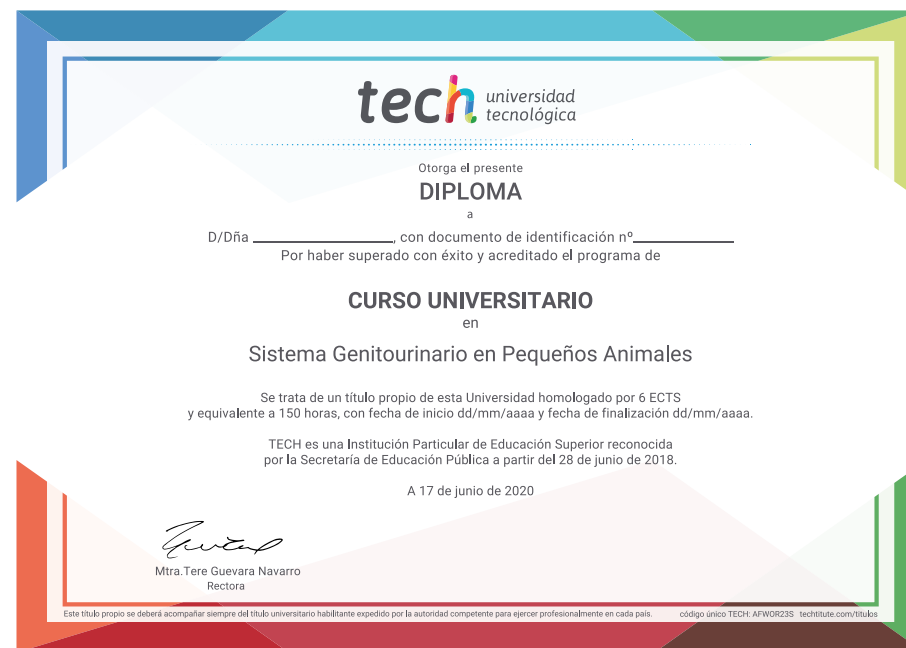 tech universidad
tecnológica
Otorga el presente
DIPLOMA
a
D/Dña ______________, con documento de identificación nº__________
Por haber superado con éxito y acreditado el programa de
CURSO UNIVERSITARIO
en
Sistema Genitourinario en Pequeños Animales
Se trata de un título propio de esta Universidad homologado por 6 ECTS
y equivalente a 150 horas, con fecha de inicio dd/mm/aaaa y fecha de finalización dd/mm/aaaa.
TECH es una Institución Particular de Educación Superior reconocida
por la Secretaría de Educación Pública a partir del 28 de junio de 2018.
A 17 de junio de 2020
Mtra.Tere Guevara Navarro
Rectora
Este título propio se deberá acompañar siempre del título universitario habilitante expedido por la autoridad competente para ejercer profesionalmente en cada país. código único TECH: AFWOR23S techtitute.com/titulos